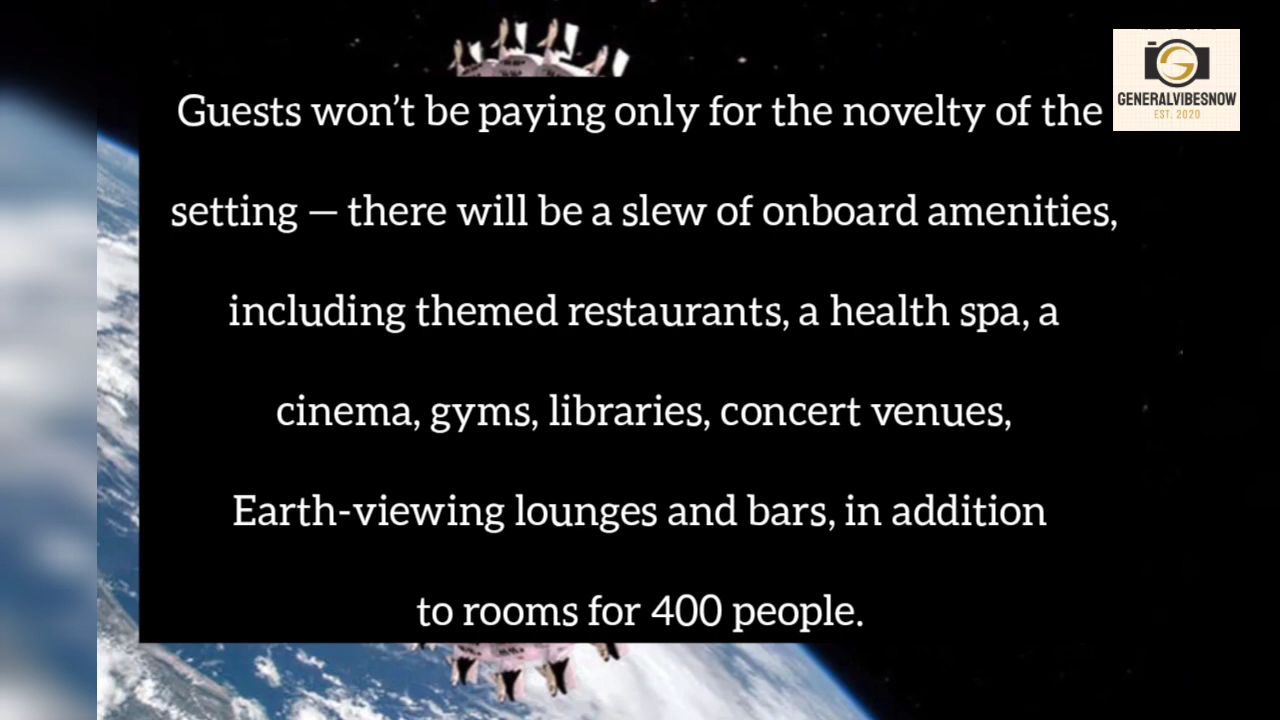 Guests won’t be paying only for the novelty of the
setting — there will be a slew of onboard amenities,
including themed restaurants, a health spa, a
cinema, gyms, libraries, concert venues,
Earth-viewing lounges and bars, in addition
to rooms for 400 people.
GENERALVIBESNOW
EST. 2020